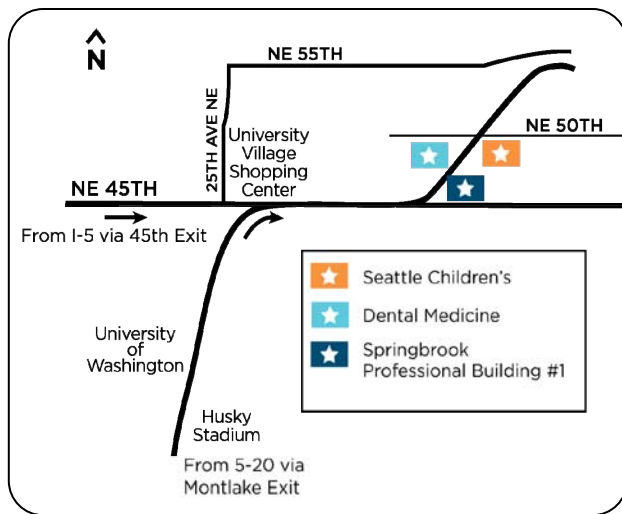 N
NE 55TH
25TH AVE NE
NE 50TH
University
Village
Shopping
Center
NE 45TH
From I-5 via 45th Exit
Seattle Children's
Dental Medicine
Springbrook
Professional Building #1
University
of
Washington
Husky
Stadium
From 5-20 via
Montlake Exit